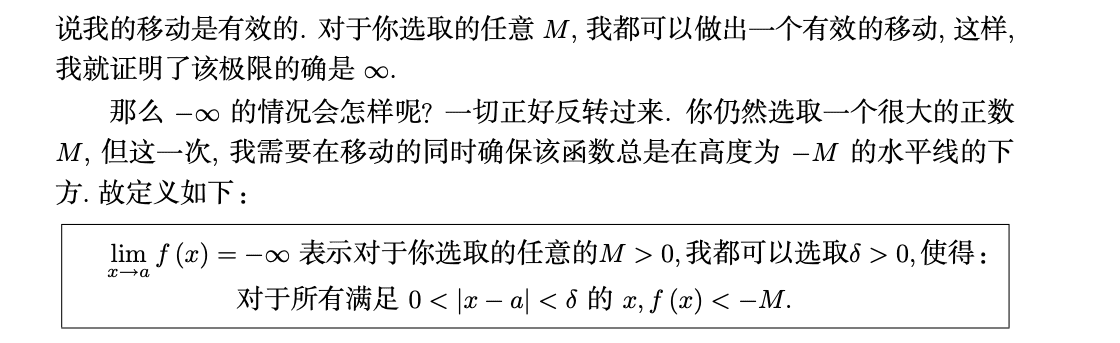 说我的移动是有效的. 对于你选取的任意 M, 我都可以做出一个有效的移动, 这样,
我就证明了该极限的确是 ∞.
那么 −∞ 的情况会怎样呢? 一切正好反转过来. 你仍然选取一个很大的正数
M, 但这一次, 我需要在移动的同时确保该函数总是在高度为 −M 的水平线的下
方. 故定义如下：
lim x→a f (x) = −∞ 表示对于你选取的任意的M > 0, 我都可以选取δ > 0, 使得：
对于所有满足 0 < |x − a| < δ 的 x, f (x) < −M.